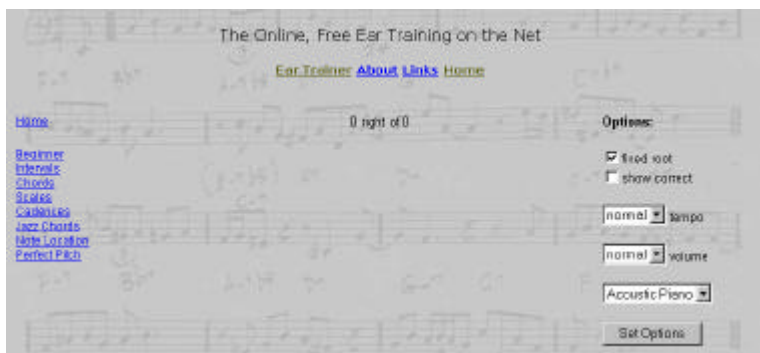 The Online, Free Ear Training on the Net
Ear Trainer About Links Home
Home
0 right of 0
Options:
Beginner
Intervals
Chords
Scales
Cadences
Jazz Chords
Note Location
Perfect Pitch
fixed root
show correct
normal tempo
normal volume
Accustic Piano
Set Options